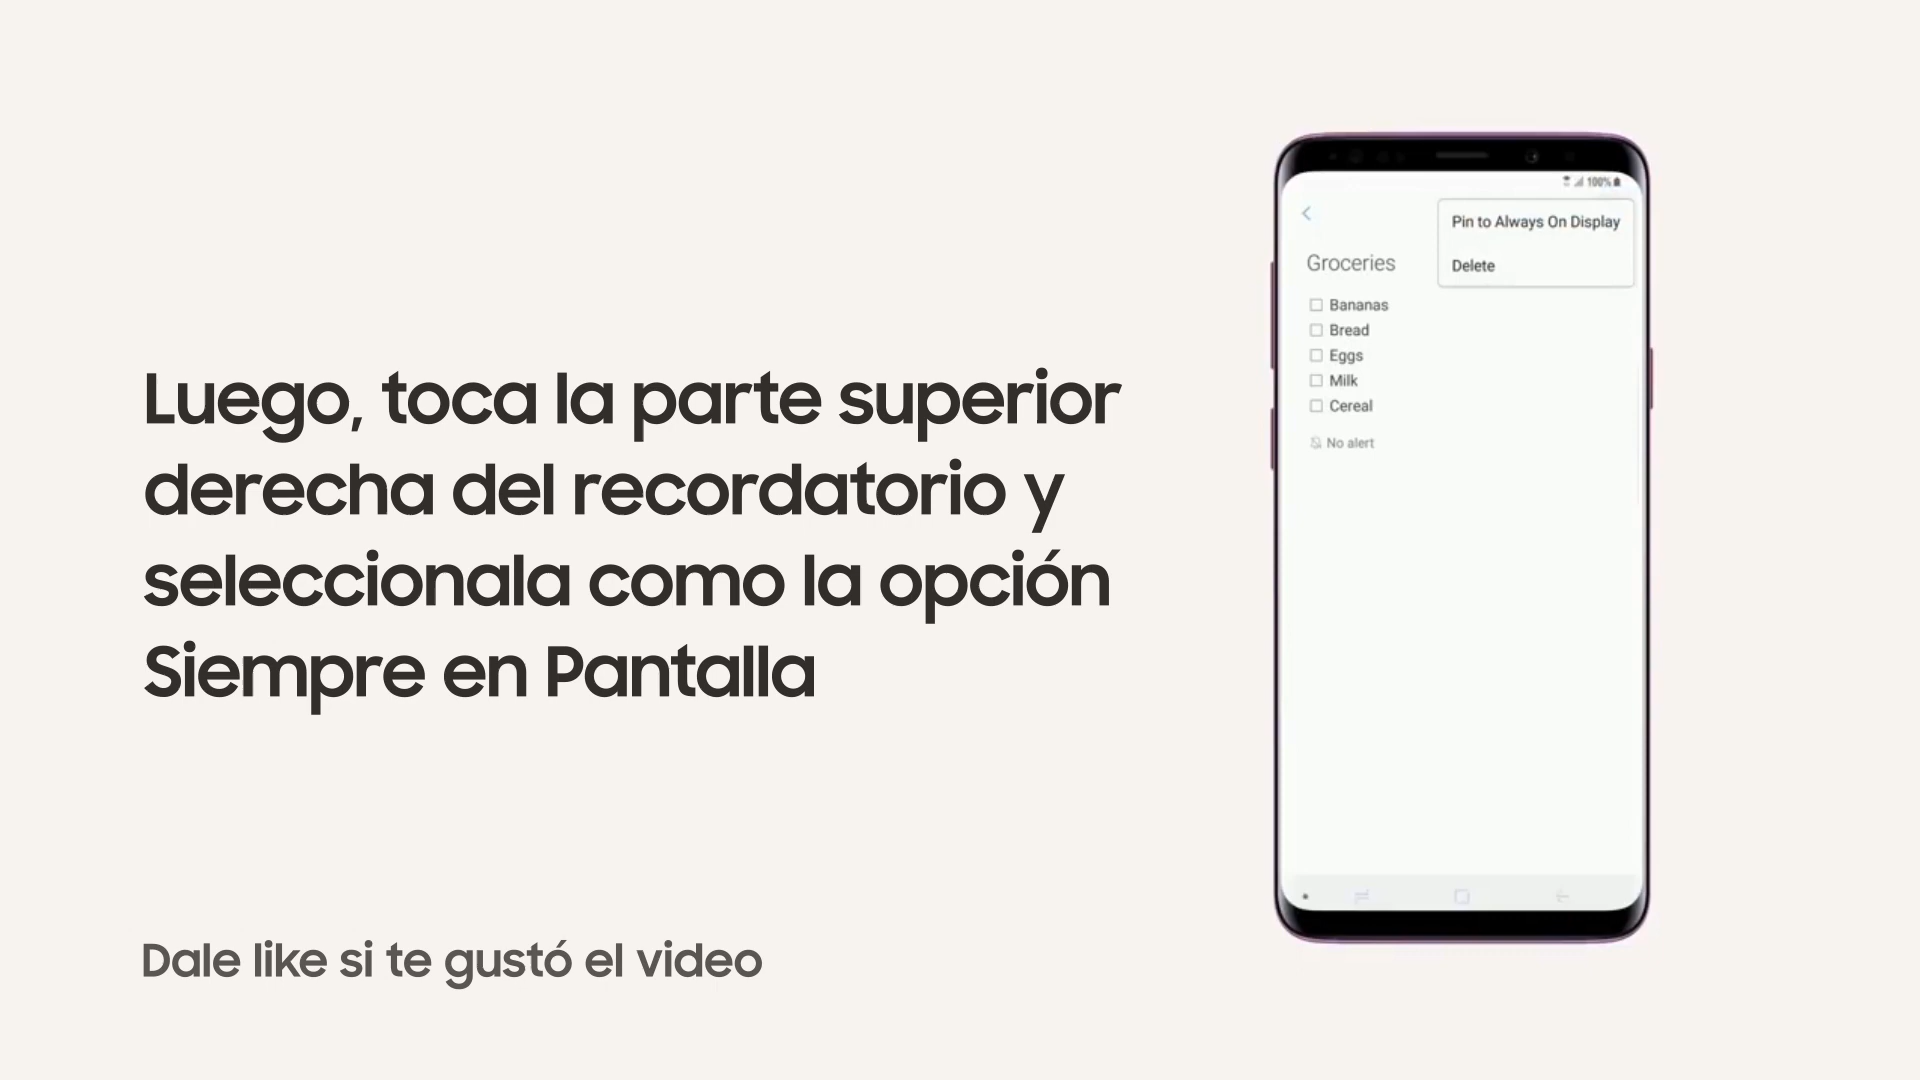 Luego, toca la parte superior
derecha del recordatorio y
seleccionala como la opción
Siempre en Pantalla
Dale like si te gustó el video
100%
Pin to Always On Display
Delete
Groceries
Bananas
Bread
Eggs
Milk
Cereal
No alert